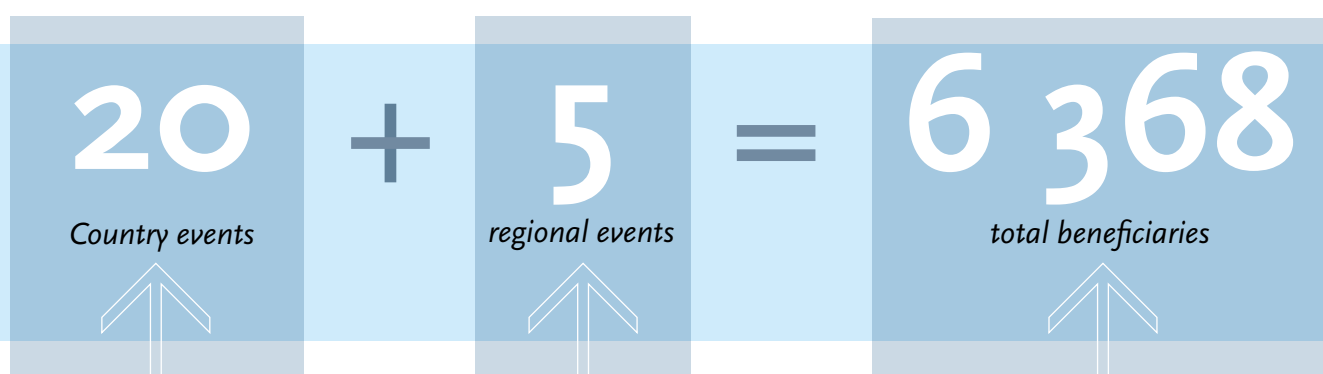 20 + 5 = 6 368
Country events regional events total beneficiaries